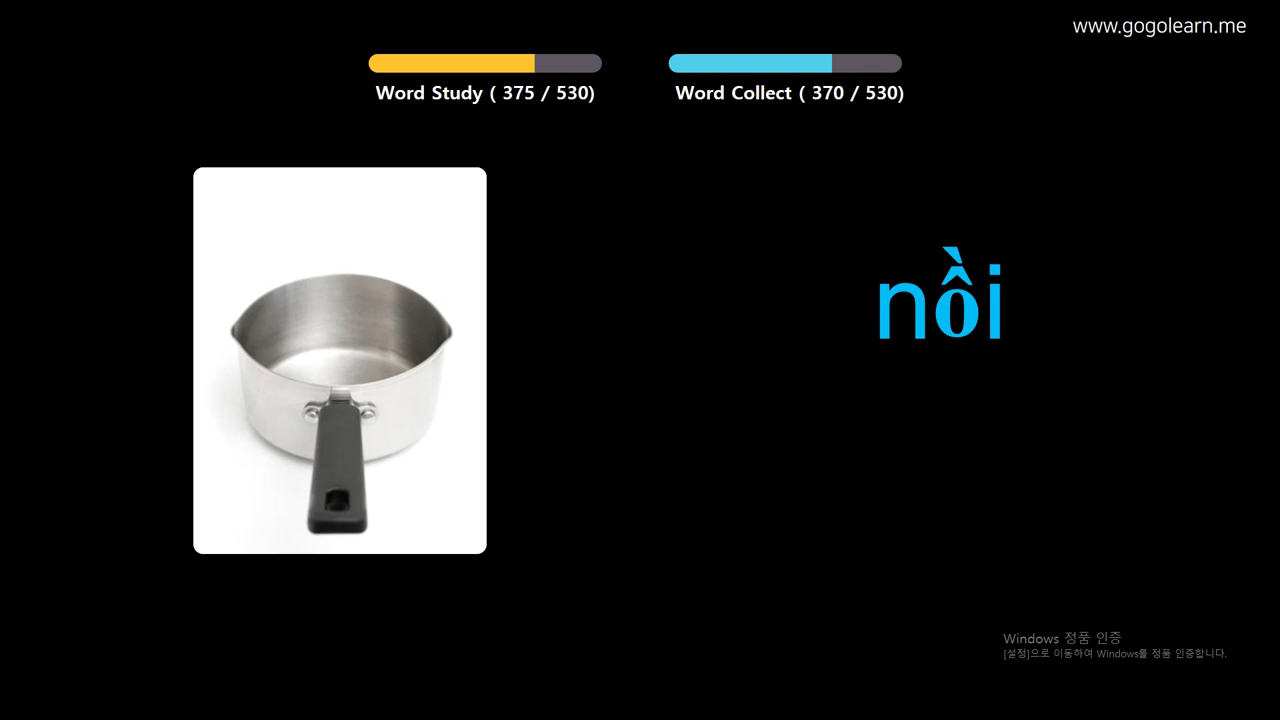 www.gogolearn.me
Word Study ( 375 / 530)
Word Collect ( 370 / 530)
nồi
Windows 정품 인증
[설정]으로 이동하여 Windows를 정품 인증합니다.